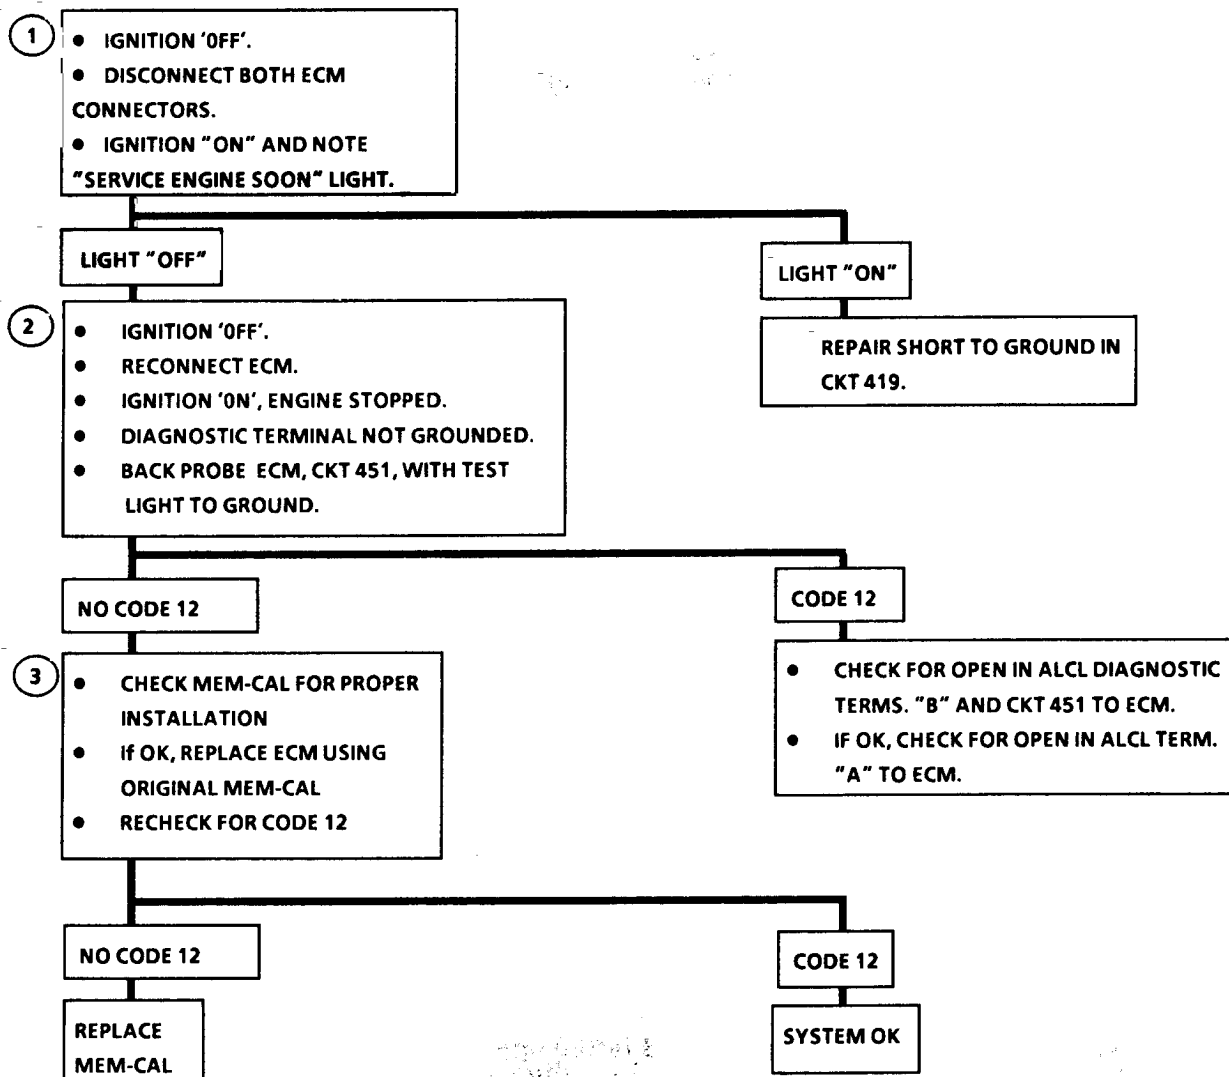 1
● IGNITION 'OFF'.
● DISCONNECT BOTH ECM
CONNECTORS.
● IGNITION "ON" AND NOTE
"SERVICE ENGINE SOON" LIGHT.
LIGHT "OFF"
LIGHT "ON"
REPAIR SHORT TO GROUND IN
CKT 419.
2
● IGNITION 'OFF'.
● RECONNECT ECM.
● IGNITION 'ON', ENGINE STOPPED.
● DIAGNOSTIC TERMINAL NOT GROUNDED.
● BACK PROBE ECM, CKT 451, WITH TEST
LIGHT TO GROUND.
NO CODE 12
CODE 12
● CHECK FOR OPEN IN ALCL DIAGNOSTIC
TERMS. "B" AND CKT 451 TO ECM.
● IF OK, CHECK FOR OPEN IN ALCL TERM.
"A" TO ECM.
3
● CHECK MEM-CAL FOR PROPER
INSTALLATION
● If OK, REPLACE ECM USING
ORIGINAL MEM-CAL
● RECHECK FOR CODE 12
NO CODE 12
CODE 12
REPLACE
MEM-CAL
SYSTEM OK